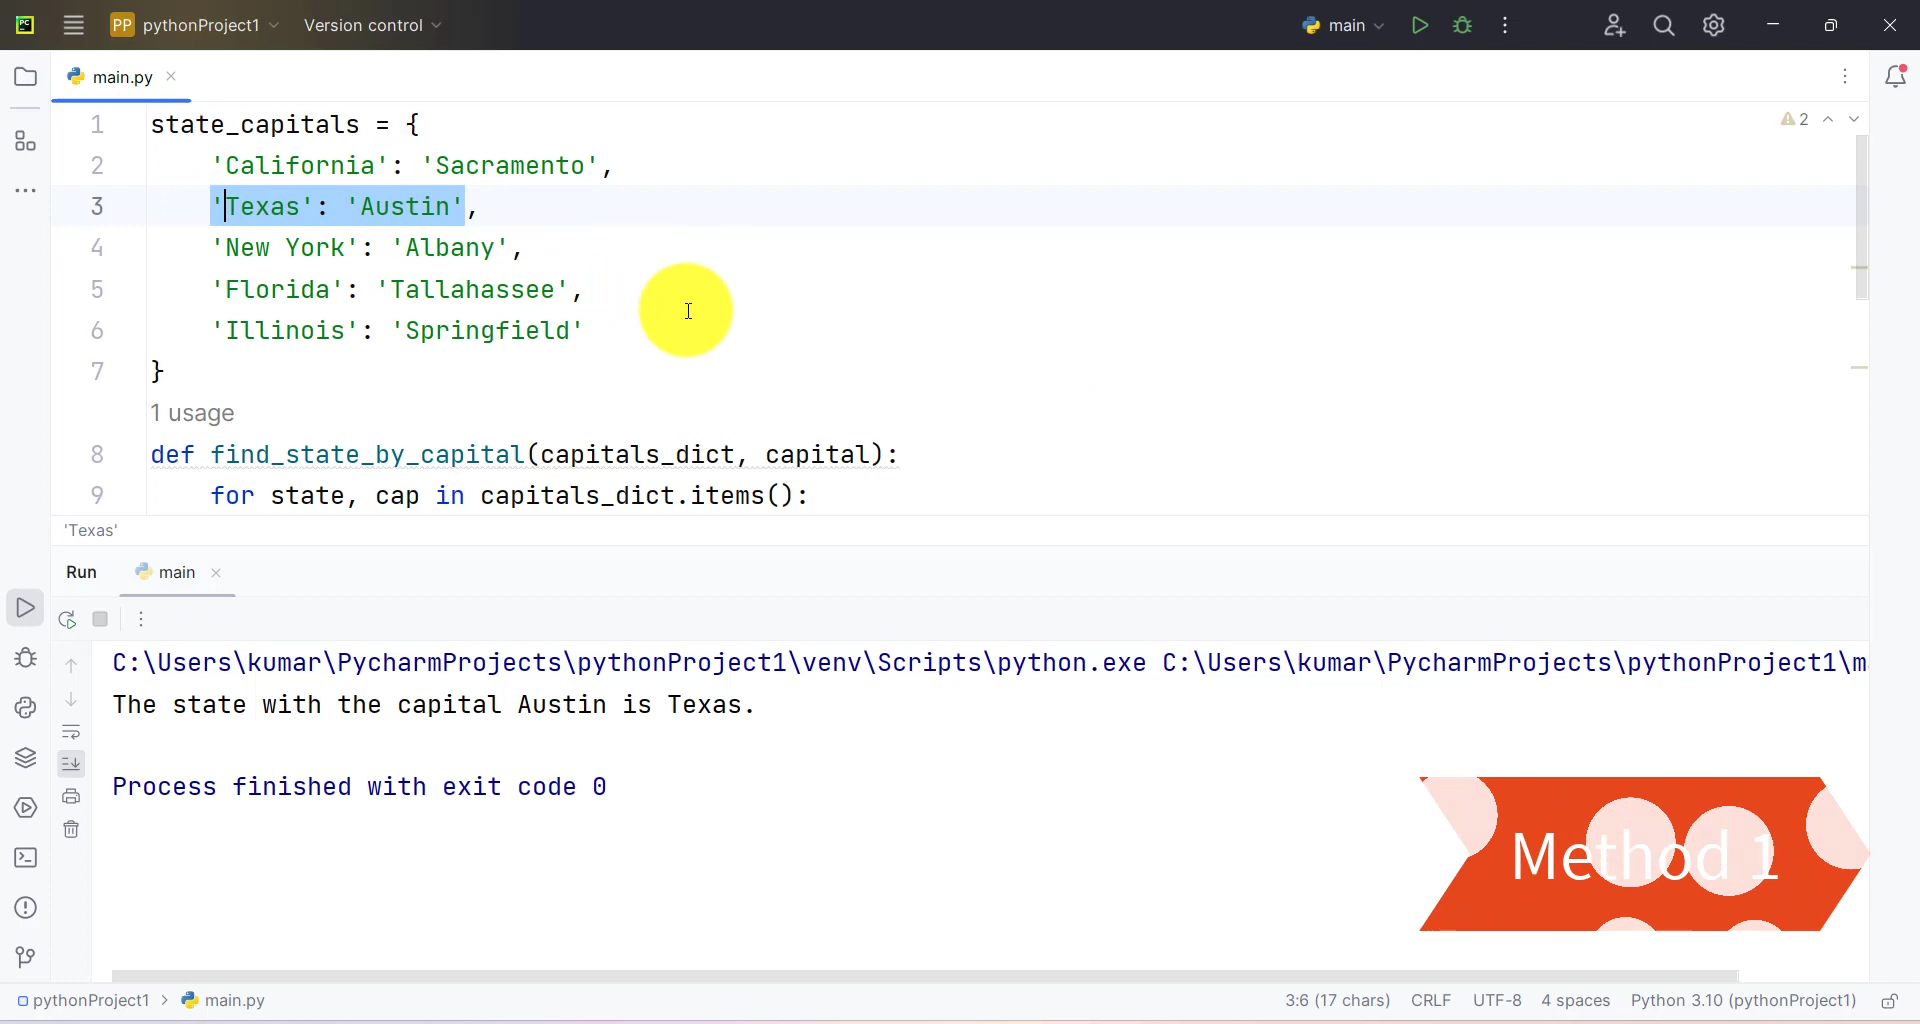 PC PP pythonProject1 Version control main
main.py
1 state_capitals = {
2 'California': 'Sacramento',
3 'Texas': 'Austin',
4 'New York': 'Albany',
5 'Florida': 'Tallahassee',
6 'Illinois': 'Springfield'
7 }
1 usage
8 def find_state_by_capital(capitals_dict, capital):
9 for state, cap in capitals_dict.items():
2
'Texas'
Run main
C:\Users\kumar\PycharmProjects\pythonProject1\venv\Scripts\python.exe C:\Users\kumar\PycharmProjects\pythonProject1\m
The state with the capital Austin is Texas.
Process finished with exit code 0
Method 1
pythonProject1 > main.py 3:6 (17 chars) CRLF UTF-8 4 spaces Python 3.10 (pythonProject1)